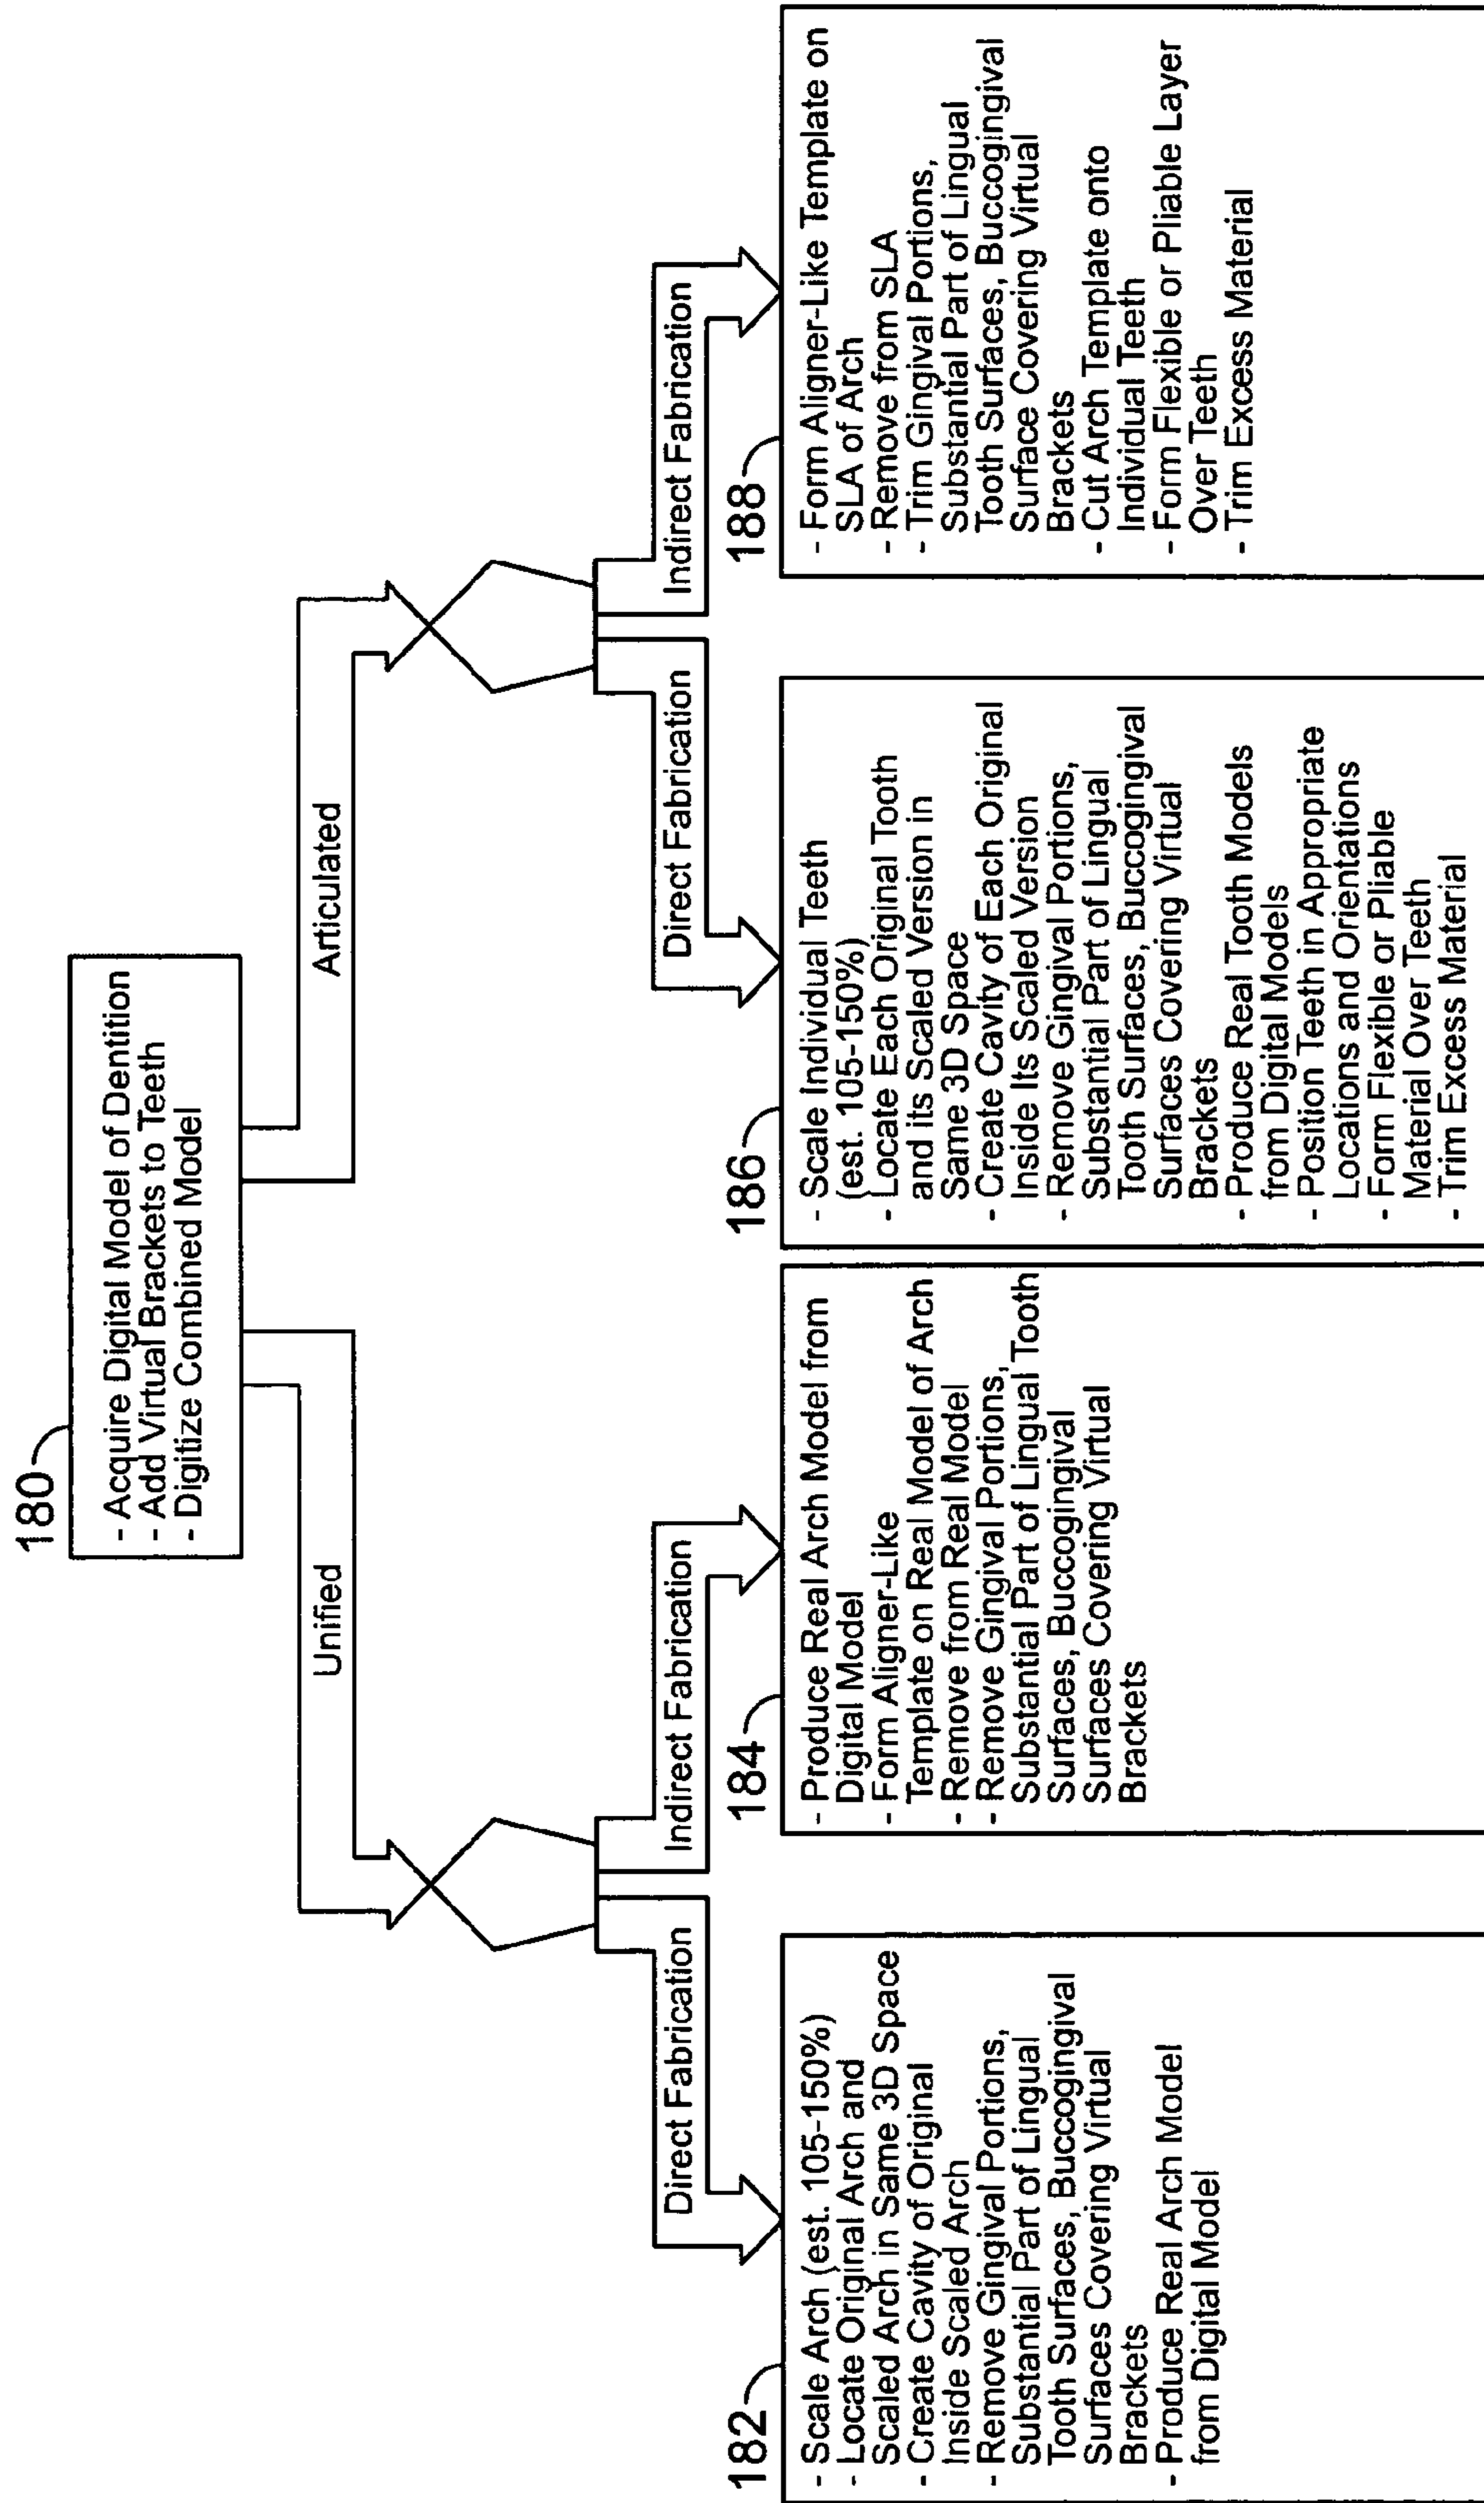 180
- Acquire Digital Model of Dentition
- Add Virtual Brackets to Teeth
- Digitize Combined Model
Unified
Articulated
Direct Fabrication
Indirect Fabrication
Direct Fabrication
Indirect Fabrication
182
- Scale Arch (est. 105-150%)
- Locate Original Arch and
Scaled Arch in Same 3D Space
- Create Cavity of Original
Inside Scaled Arch
- Remove Gingival Portions,
Substantial Part of Lingual
Tooth Surfaces, Buccogingival
Surfaces Covering Virtual
Brackets
- Produce Real Arch Model
from Digital Model
184
- Produce Real Arch Model from
Digital Model
- Form Aligner-Like
Template on Real Model of Arch
- Remove from Real Model
- Remove Gingival Portions,
Substantial Part of Lingual Tooth
Surfaces, Buccogingival
Surfaces Covering Virtual
Brackets
186
- Scale Individual Teeth
(est. 105-150%)
- Locate Each Original Tooth
and its Scaled Version in
Same 3D Space
- Create Cavity of Each Original
Inside Its Scaled Version
- Remove Gingival Portions,
Substantial Part of Lingual
Tooth Surfaces, Buccogingival
Surfaces Covering Virtual
Brackets
- Produce Real Tooth Models
from Digital Models
- Position Teeth in Appropriate
Locations and Orientations
- Form Flexible or Pliable
Material Over Teeth
- Trim Excess Material
188
- Form Aligner-Like Template on
SLA of Arch
- Remove from SLA
- Trim Gingival Portions,
Substantial Part of Lingual
Tooth Surfaces, Buccogingival
Surface Covering Virtual
Brackets
- Cut Arch Template onto
Individual Teeth
- Form Flexible or Pliable Layer
Over Teeth
- Trim Excess Material